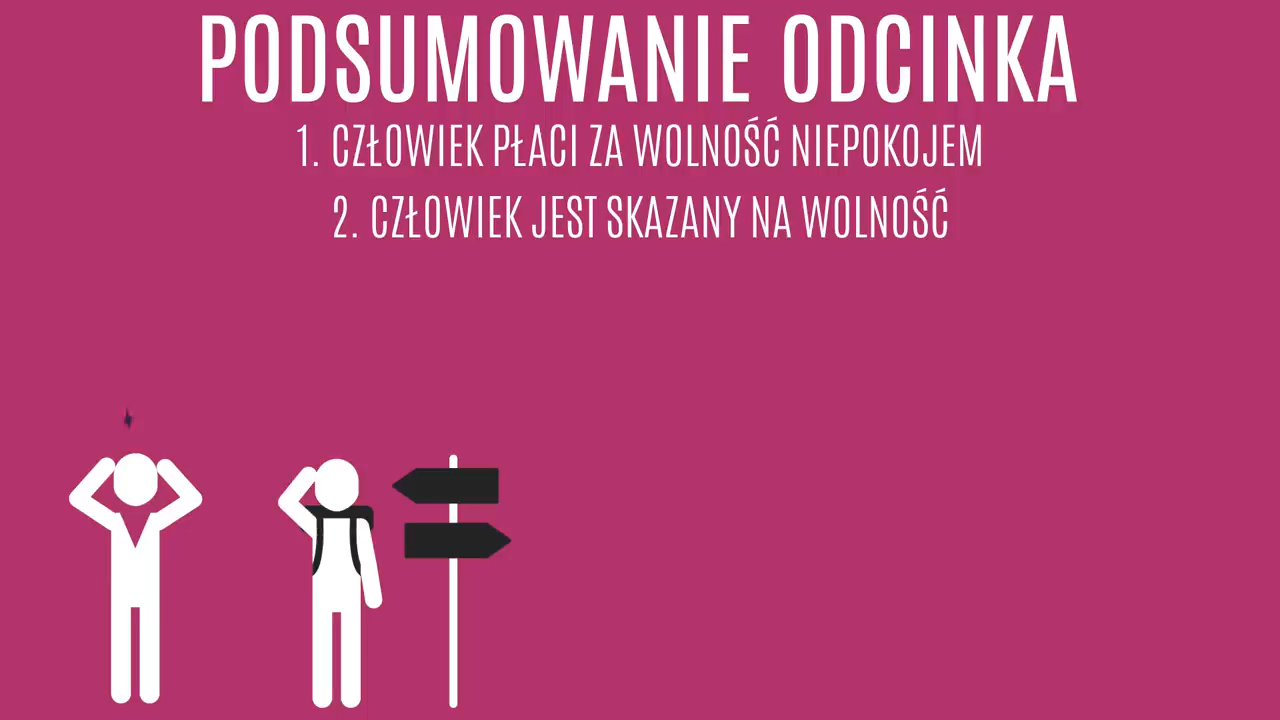 PODSUMOWANIE ODCINKA
1. CZŁOWIEK PŁACI ZA WOLNOŚĆ NIEPOKOJEM
2. CZŁOWIEK JEST SKAZANY NA WOLNOŚĆ